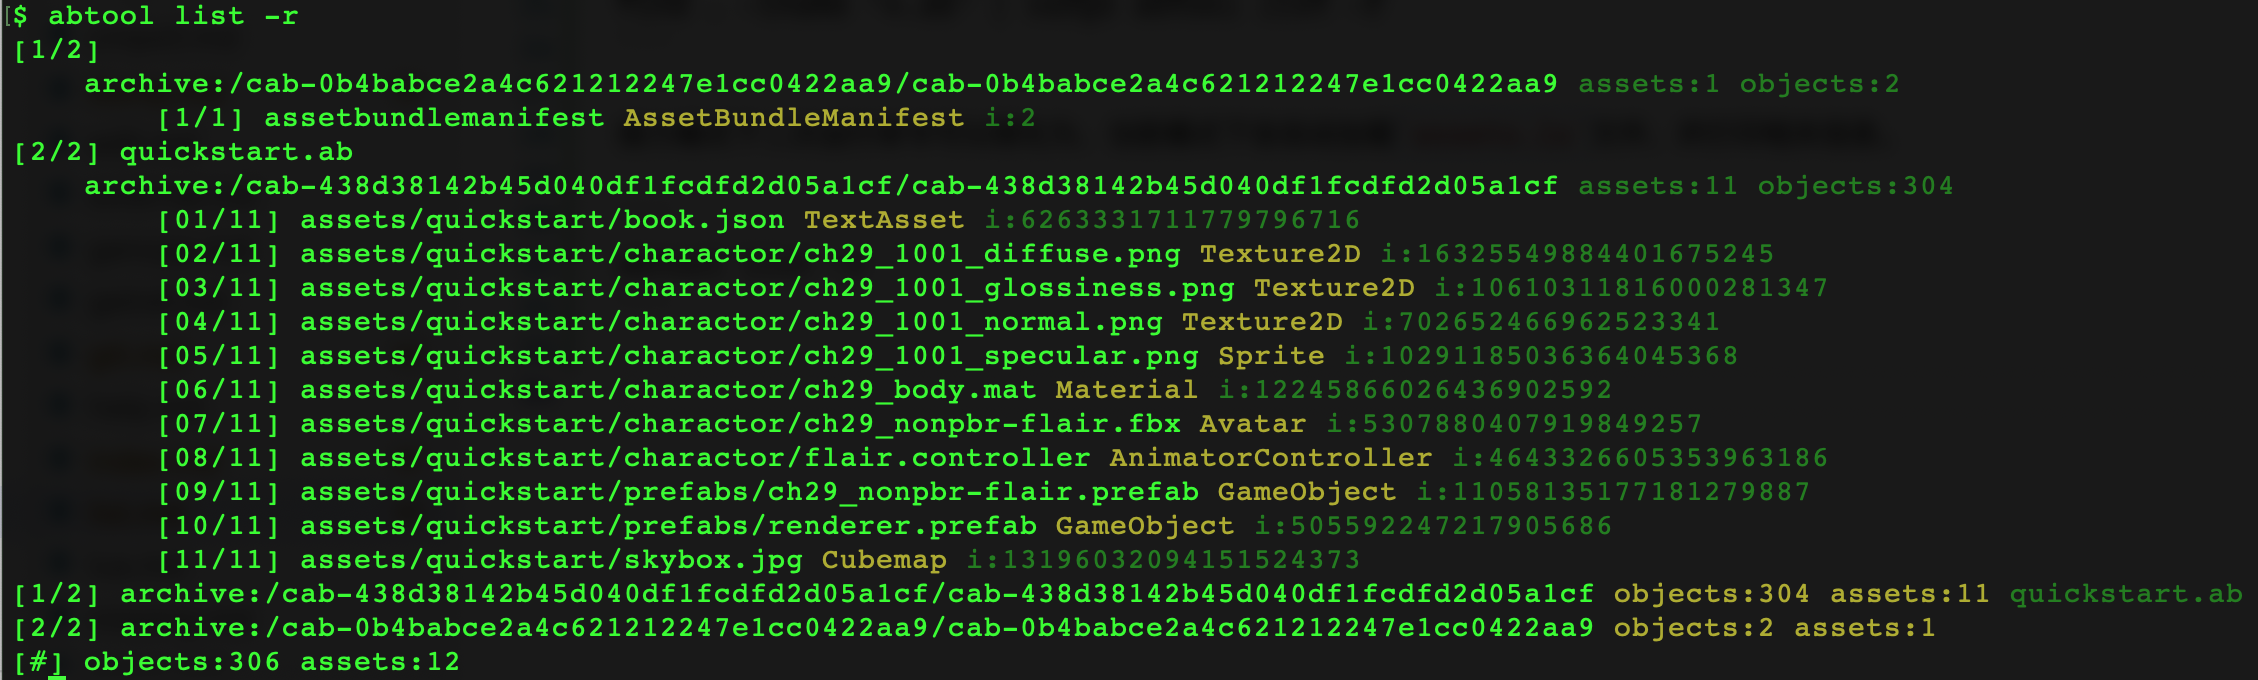 $ abtool list -r
[1/2]
archive:/cab-0b4babce2a4c621212247e1cc0422aa9/cab-0b4babce2a4c621212247e1cc0422aa9 assets:1 objects:2
[1/1] assetbundlemanifest AssetBundleManifest i:2
[2/2] quickstart.ab
archive:/cab-438d38142b45d040df1fcdfd2d05a1cf/cab-438d38142b45d040df1fcdfd2d05a1cf assets:11 objects:304
[01/11] assets/quickstart/book.json TextAsset i:6263331711779796716
[02/11] assets/quickstart/charactor/ch29_1001_diffuse.png Texture2D i:16325549884401675245
[03/11] assets/quickstart/charactor/ch29_1001_glossiness.png Texture2D i:10610311816000281347
[04/11] assets/quickstart/charactor/ch29_1001_normal.png Texture2D i:702652466962523341
[05/11] assets/quickstart/charactor/ch29_1001_specular.png Sprite i:10291185036364045368
[06/11] assets/quickstart/charactor/ch29_body.mat Material i:12245866026436902592
[07/11] assets/quickstart/charactor/ch29_nonpbr-flair.fbx Avatar i:5307880407919849257
[08/11] assets/quickstart/charactor/flair.controller AnimatorController i:4643326605353963186
[09/11] assets/quickstart/prefabs/ch29_nonpbr-flair.prefab GameObject i:11058135177181279887
[10/11] assets/quickstart/prefabs/renderer.prefab GameObject i:505592247217905686
[11/11] assets/quickstart/skybox.jpg Cubemap i:13196032094151524373
[1/2] archive:/cab-438d38142b45d040df1fcdfd2d05a1cf/cab-438d38142b45d040df1fcdfd2d05a1cf objects:304 assets:11 quickstart.ab
[2/2] archive:/cab-0b4babce2a4c621212247e1cc0422aa9/cab-0b4babce2a4c621212247e1cc0422aa9 objects:2 assets:1
[#] objects:306 assets:12